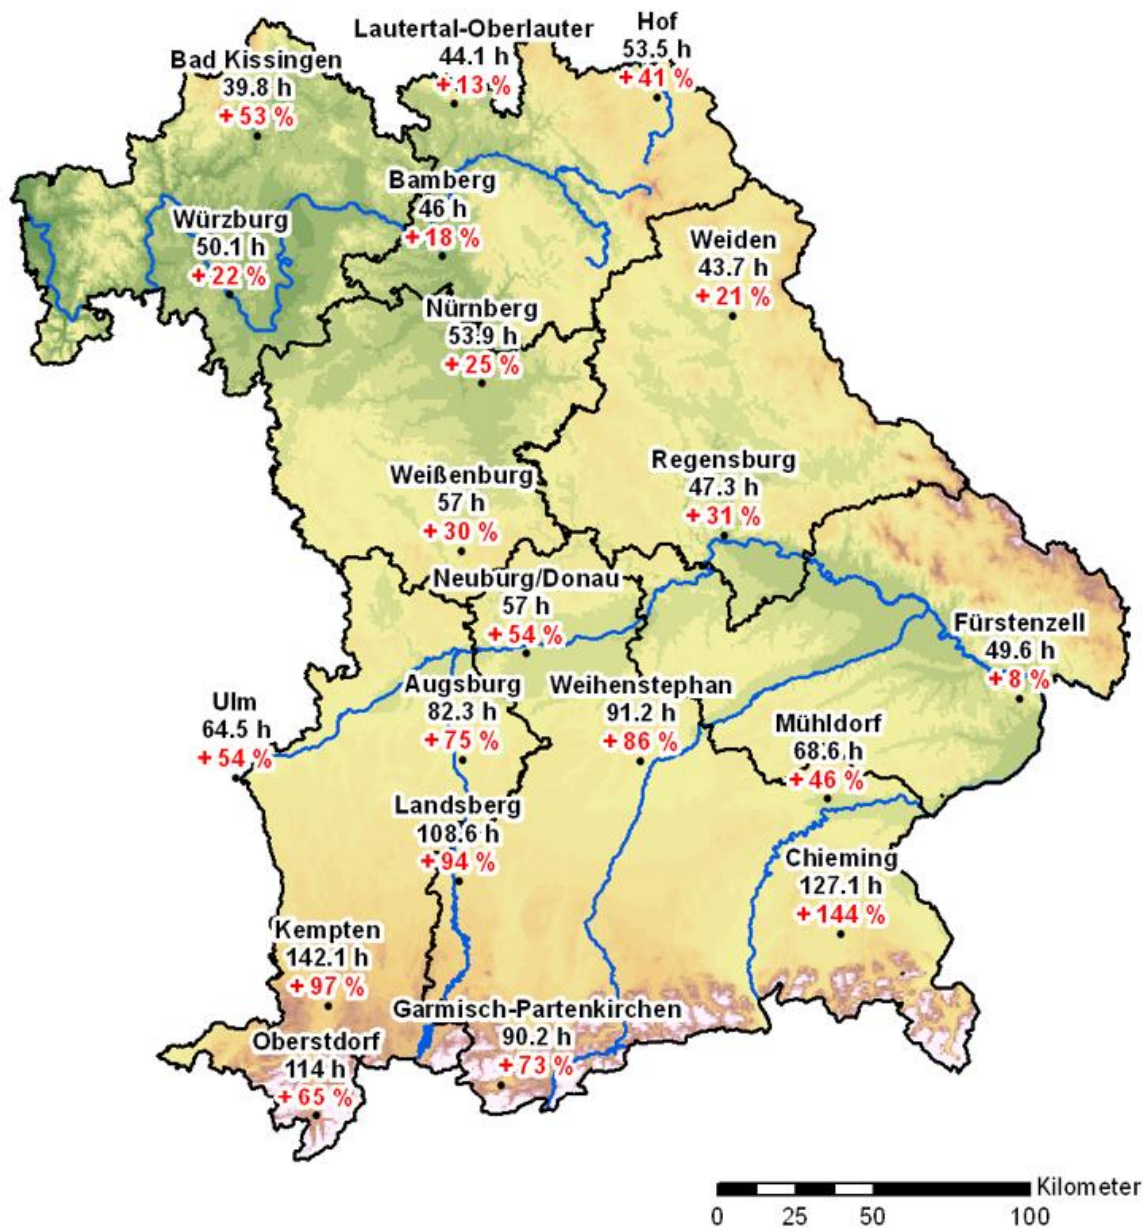 Lautertal-Oberlauter
44.1 h
+13 %
Hof
53.5 h
+41 %
Bad Kissingen
39.8 h
+53 %
Bamberg
46 h
+18 %
Würzburg
50.1 h
+22 %
Weiden
43.7 h
+21 %
Nürnberg
53.9 h
+25 %
Weißenburg
57 h
+30 %
Regensburg
47.3 h
+31 %
Neuburg/Donau
57 h
+54 %
Fürstenzell
49.6 h
+8 %
Ulm
64.5 h
+54 %
Augsburg
82.3 h
+75 %
Weihenstephan
91.2 h
+86 %
Mühldorf
68.6 h
+46 %
Landsberg
108.6 h
+94 %
Chieming
127.1 h
+144 %
Kempten
142.1 h
+97 %
Garmisch-Partenkirchen
90.2 h
+73 %
Oberstdorf
114 h
+65 %
Kilometer
0 25 50 100